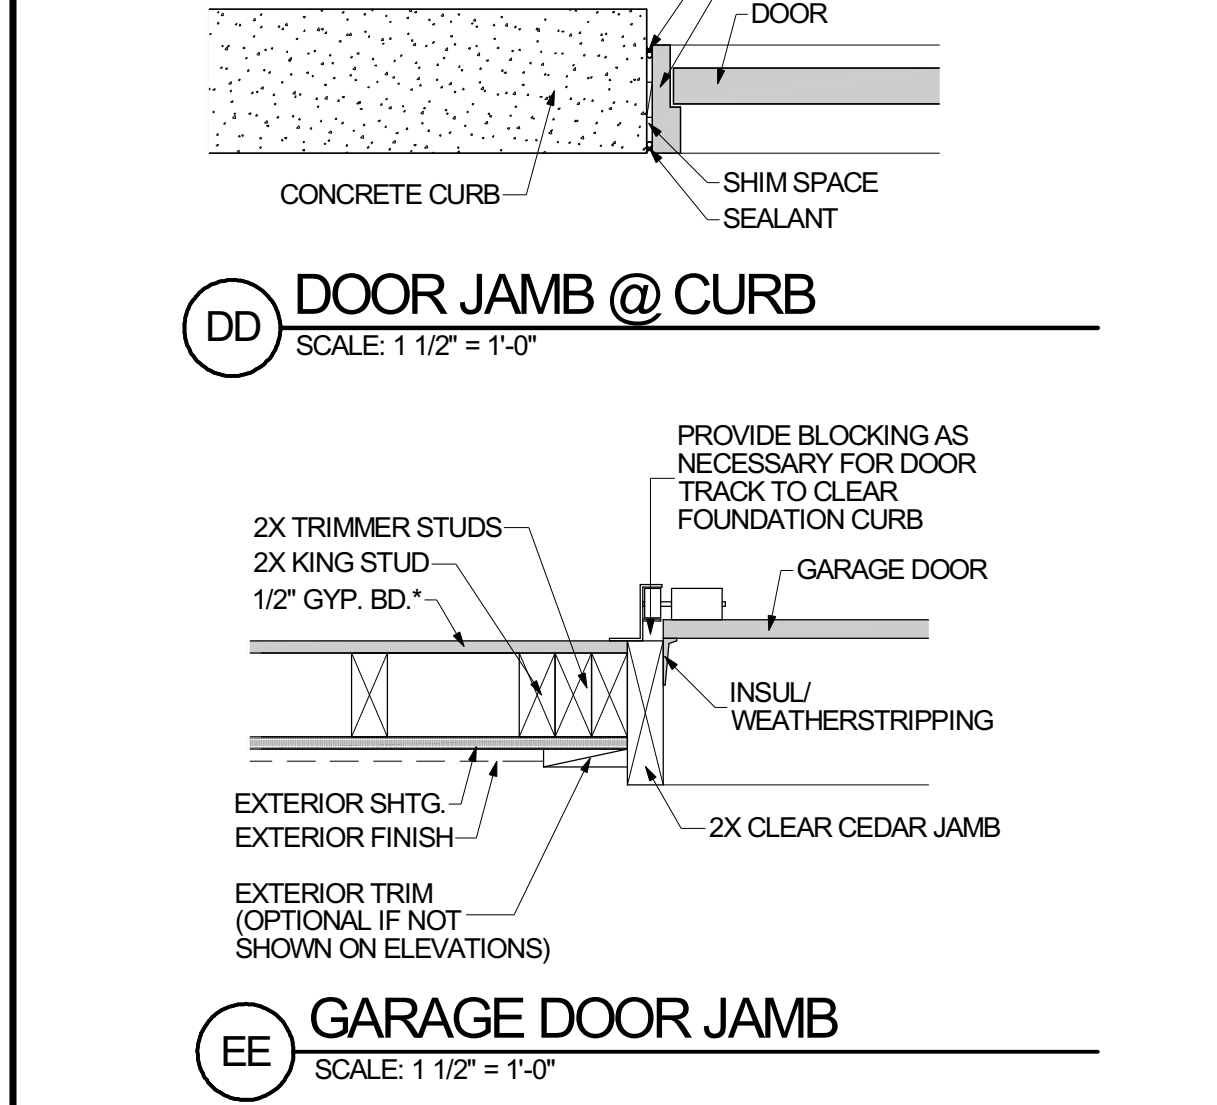 DOOR
CONCRETE CURB
SHIM SPACE
SEALANT
DD
DOOR JAMB @ CURB
SCALE: 1 1/2" = 1'-0"
PROVIDE BLOCKING AS
NECESSARY FOR DOOR
TRACK TO CLEAR
FOUNDATION CURB
2X TRIMMER STUDS
2X KING STUD
1/2" GYP. BD.*
GARAGE DOOR
INSUL/
WEATHERSTRIPPING
EXTERIOR SHTG.
EXTERIOR FINISH
2X CLEAR CEDAR JAMB
EXTERIOR TRIM
(OPTIONAL IF NOT
SHOWN ON ELEVATIONS)
EE
GARAGE DOOR JAMB
SCALE: 1 1/2" = 1'-0"